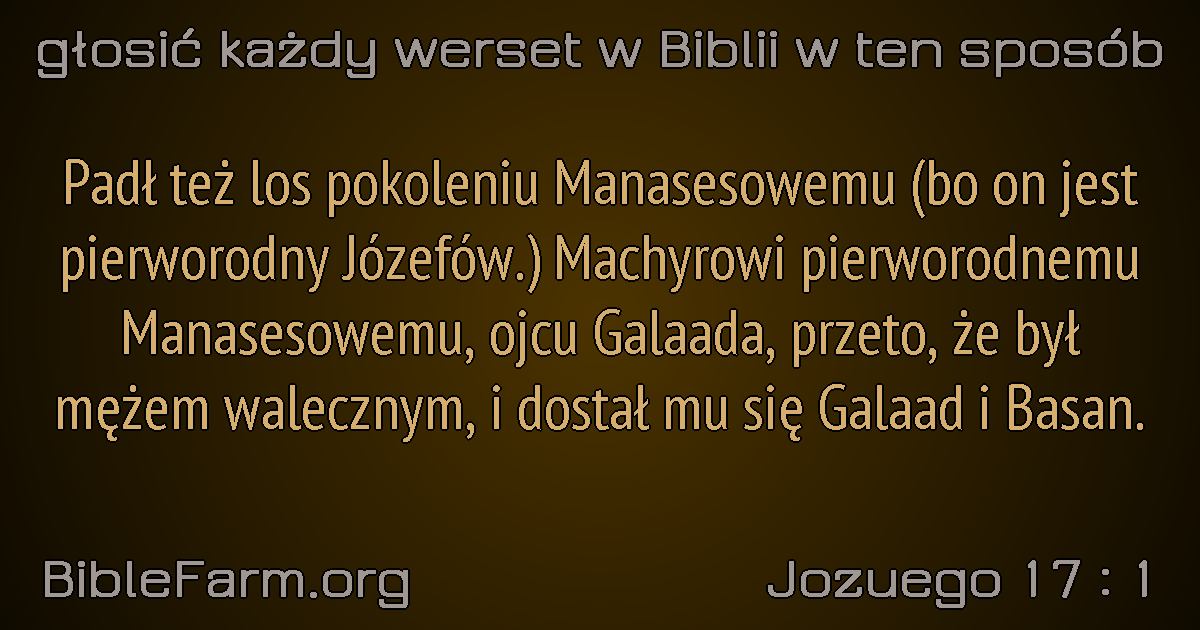 głosić każdy werset w Biblii w ten sposób
Padł też los pokoleniu Manasesowemu (bo on jest
pierworodny Józefów.) Machyrowi pierworodnemu
Manasesowemu, ojcu Galaada, przeto, że był
mężem walecznym, i dostał mu się Galaad i Basan.
BibleFarm.org
Jozuego 17 : 1